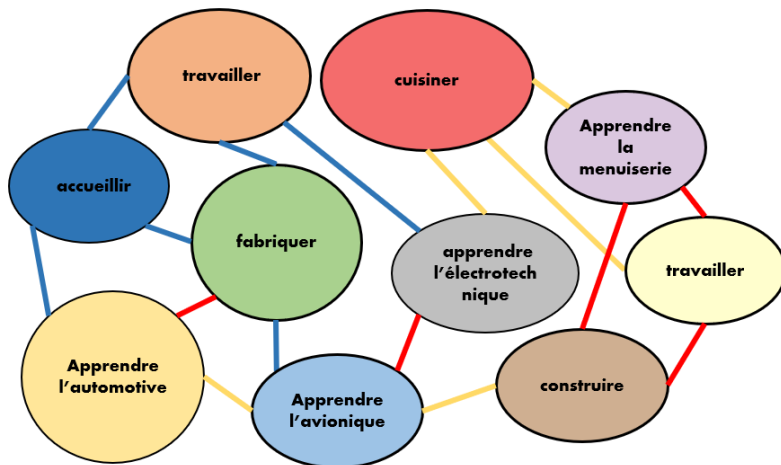 travailler
cuisiner
Apprendre
la
menuiserie
accueillir
fabriquer
apprendre
l'électrotech
nique
travailler
Apprendre
l'automotive
Apprendre
l'avionique
construire